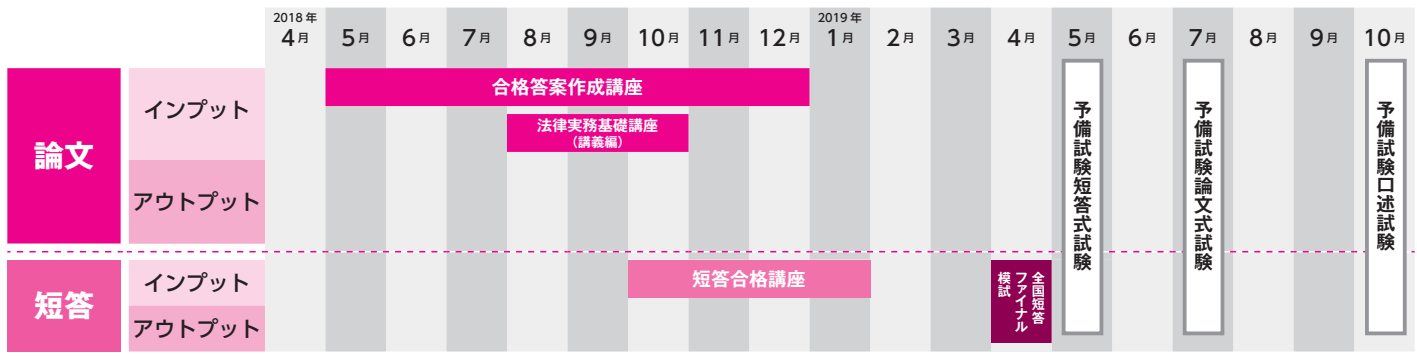 2018年 2019年
4月 5月 6月 7月 8月 9月 10月 11月 12月 1月 2月 3月 4月 5月 6月 7月 8月 9月 10月
論文
インプット
合格答案作成講座
法律実務基礎講座
（講義編）
アウトプット
短答
インプット
短答合格講座
アウトプット
全国短答
ファイナル
模試
予備試験短答式試験
予備試験論文式試験
予備試験口述試験